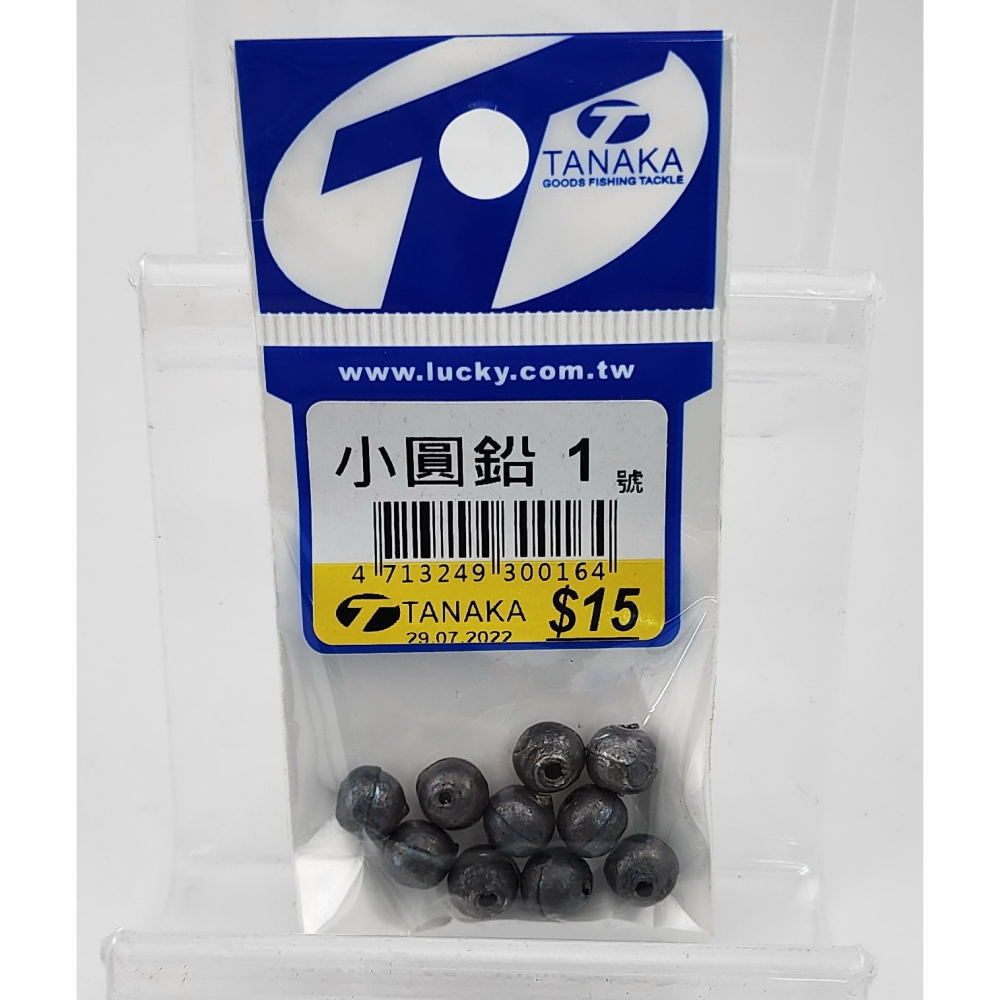 T
TANAKA
GOODS FISHING TACKLE
www.lucky.com.tw
小圓鉛 1 號
4 713249 300164
TANAKA $15
29.07.2022